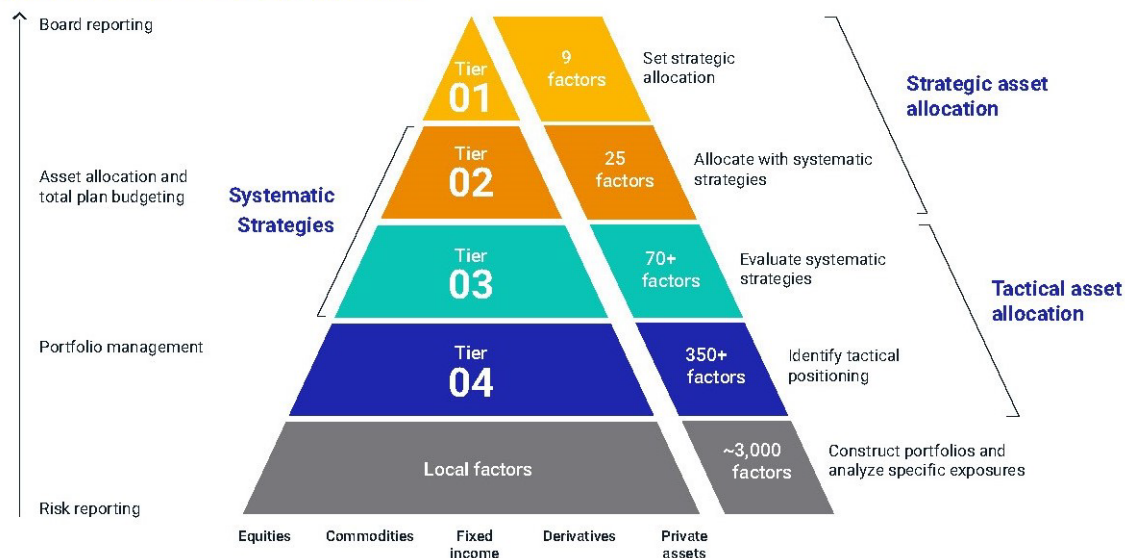 Board reporting
Tier
01
9
factors
Set strategic
allocation
Strategic asset
allocation
Asset allocation and
total plan budgeting
Systematic
Strategies
Tier
02
25
factors
Allocate with systematic
strategies
Tier
03
70+
factors
Evaluate systematic
strategies
Tactical asset
allocation
Portfolio management
Tier
04
350+
factors
Identify tactical
positioning
Local factors
~3,000
factors
Construct portfolios and
analyze specific exposures
Risk reporting
Equities
Commodities
Fixed
income
Derivatives
Private
assets